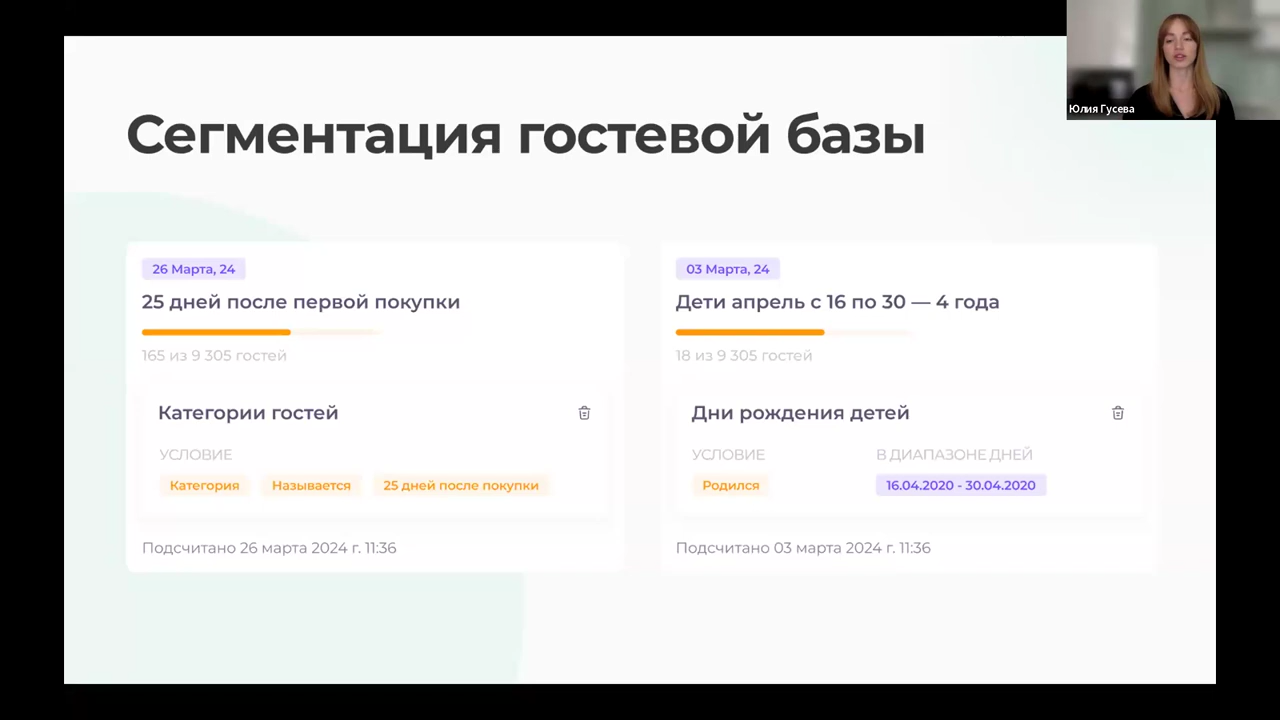 Юлия Гусева
Сегментация гостевой базы
26 Марта, 24
25 дней после первой покупки
165 из 9 305 гостей
Категории гостей
УСЛОВИЕ
Категория Называется 25 дней после покупки
Подсчитано 26 марта 2024 г. 11:36
03 Марта, 24
Дети апрель с 16 по 30 — 4 года
18 из 9 305 гостей
Дни рождения детей
УСЛОВИЕ В ДИАПАЗОНЕ ДНЕЙ
Родился 16.04.2020 - 30.04.2020
Подсчитано 03 марта 2024 г. 11:36